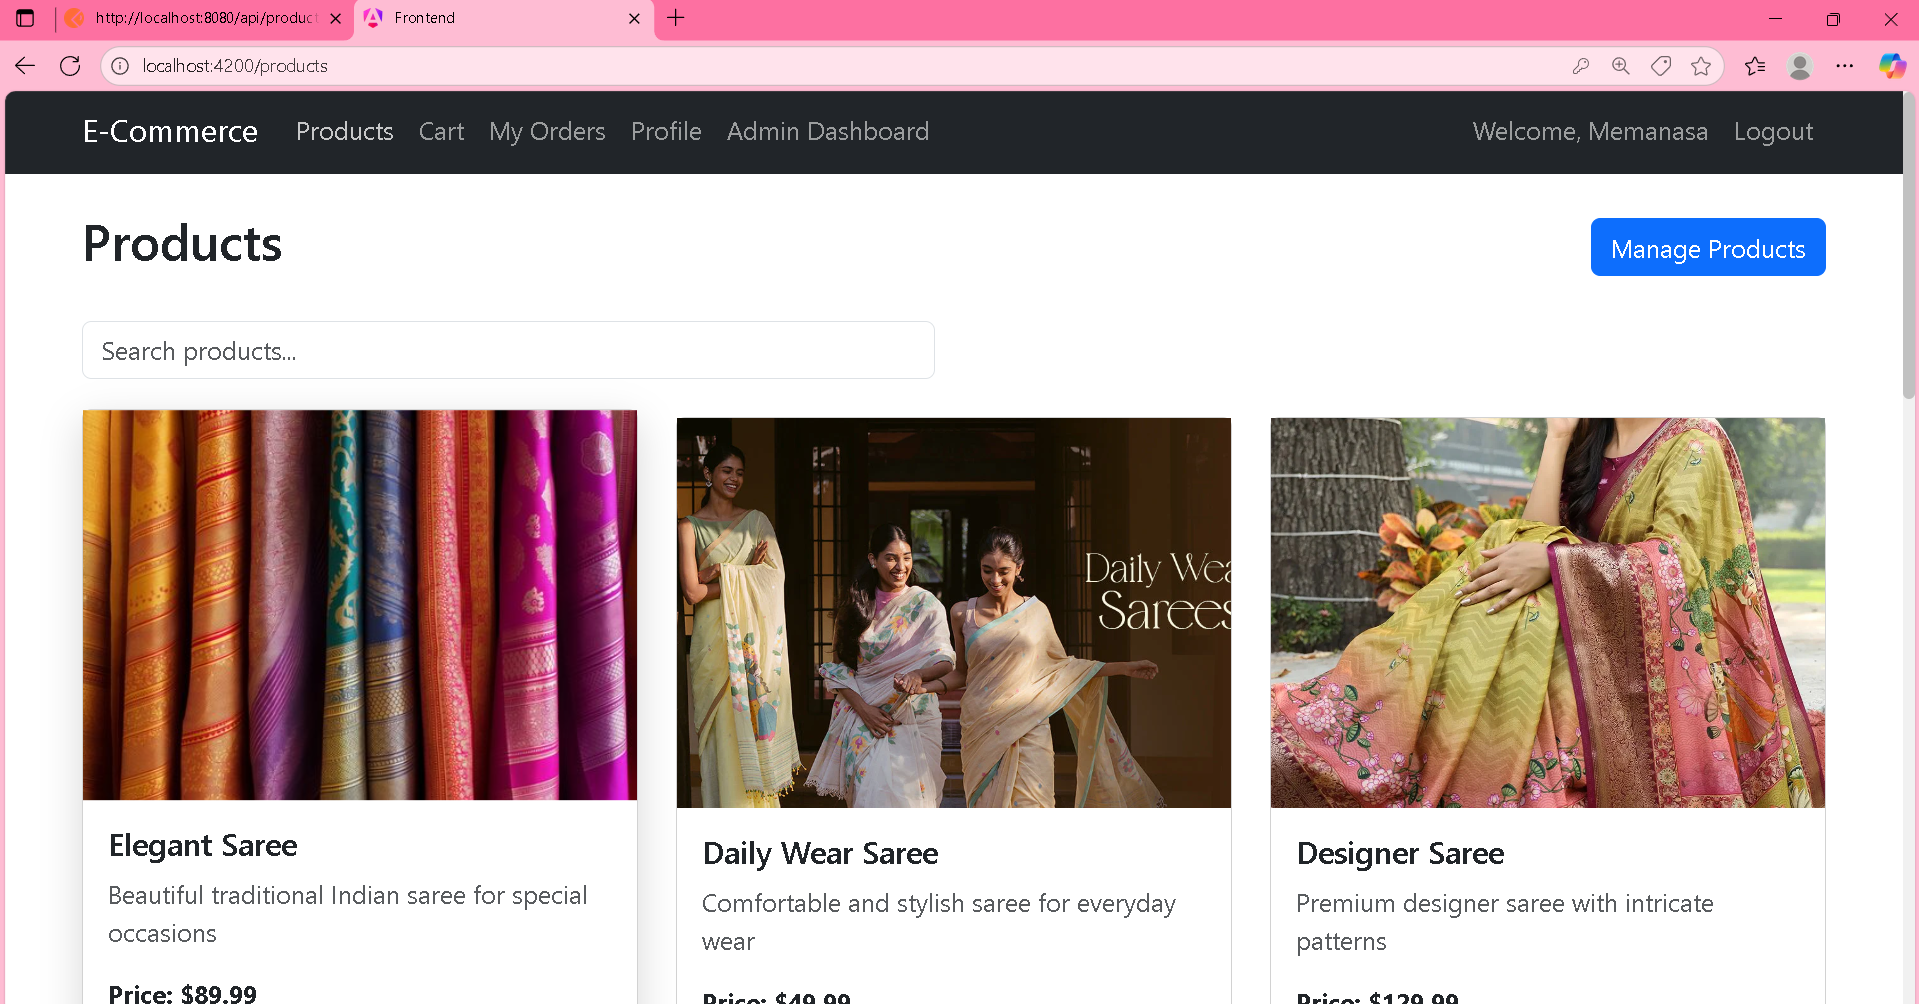 http://localhost:8080/api/product
Frontend
localhost:4200/products
E-Commerce Products Cart My Orders Profile Admin Dashboard Welcome, Memanasa Logout
Products
Manage Products
Search products...
Daily Wea
Sarees
Elegant Saree
Beautiful traditional Indian saree for special
occasions
Price: $89.99
Daily Wear Saree
Comfortable and stylish saree for everyday
wear
Price: $49.99
Designer Saree
Premium designer saree with intricate
patterns
Price: $129.99